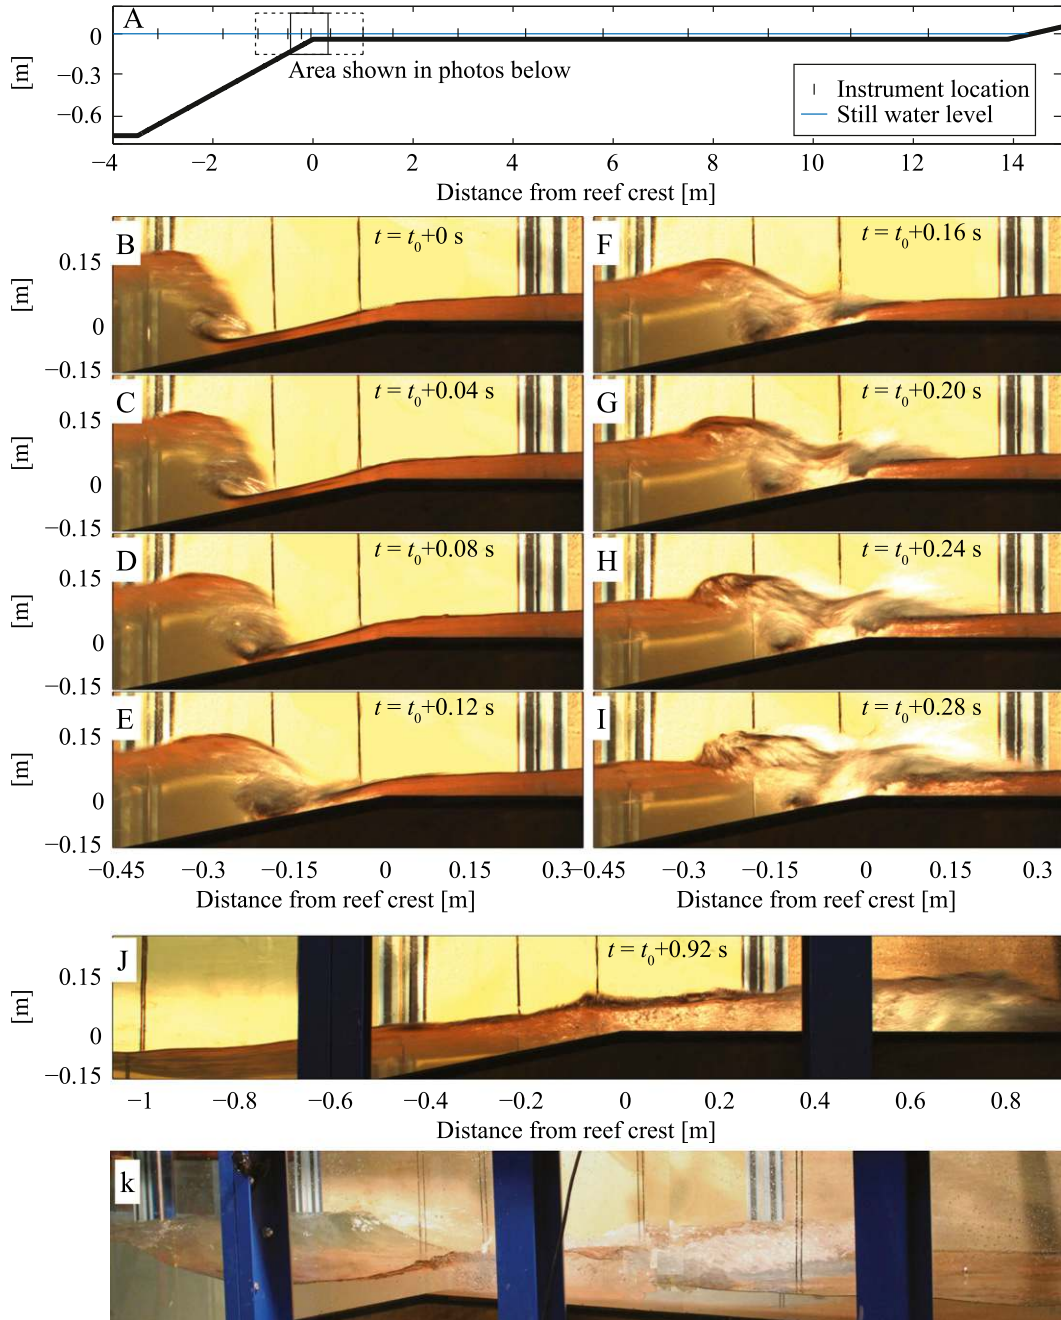 A
0
−0.3
−0.6
[m]
Area shown in photos below
Instrument location
Still water level
−4 −2 0 2 4 6 8 10 12 14
Distance from reef crest [m]
B
t = t0+0 s
0.15
0
−0.15
[m]
F
t = t0+0.16 s
C
t = t0+0.04 s
0.15
0
−0.15
[m]
G
t = t0+0.20 s
D
t = t0+0.08 s
0.15
0
−0.15
[m]
H
t = t0+0.24 s
E
t = t0+0.12 s
0.15
0
−0.15
[m]
I
t = t0+0.28 s
−0.45 −0.3 −0.15 0 0.15 0.3
Distance from reef crest [m]
−0.45 −0.3 −0.15 0 0.15 0.3
Distance from reef crest [m]
J
t = t0+0.92 s
0.15
0
−0.15
[m]
−1 −0.8 −0.6 −0.4 −0.2 0 0.2 0.4 0.6 0.8
Distance from reef crest [m]
k